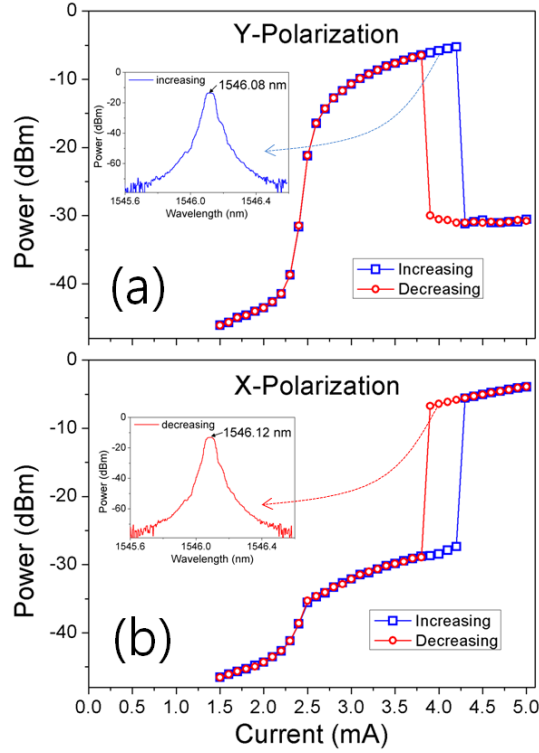 (a)
Y-Polarization
0
-10
-20
-30
-40
Power (dBm)
increasing
1546.08 nm
0
-20
-40
-60
Power (dBm)
1545.6
1546.0
1546.4
Wavelength (nm)
Increasing
Decreasing
(b)
X-Polarization
0
-10
-20
-30
-40
Power (dBm)
decreasing
1546.12 nm
0
-20
-40
-60
Power (dBm)
1545.6
1546.0
1546.4
Wavelength (nm)
Increasing
Decreasing
0.0 0.5 1.0 1.5 2.0 2.5 3.0 3.5 4.0 4.5 5.0
Current (mA)